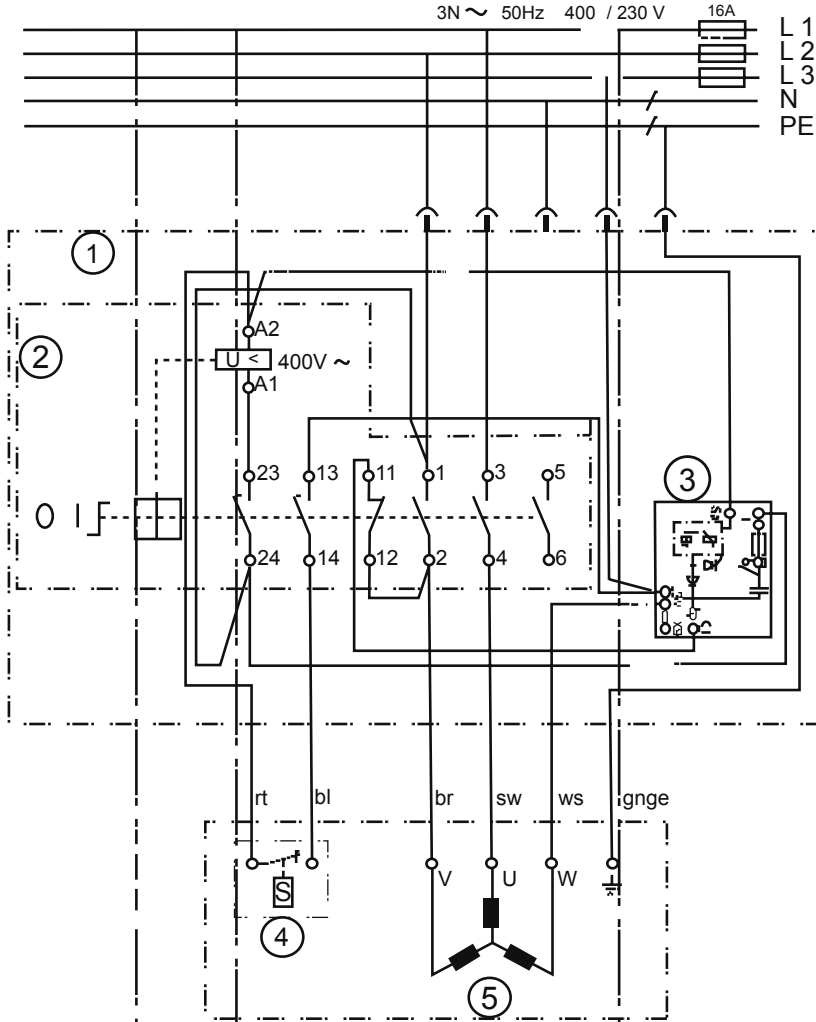 3N ~ 50Hz 400 / 230 V 16A
L 1
L 2
L 3
N
PE
1
2
A2
U < 400V ~
A1
23 13 11 1 3 5
3
O I
24 14 12 2 4 6
rt bl br sw ws gnge
V U W
S
4
5